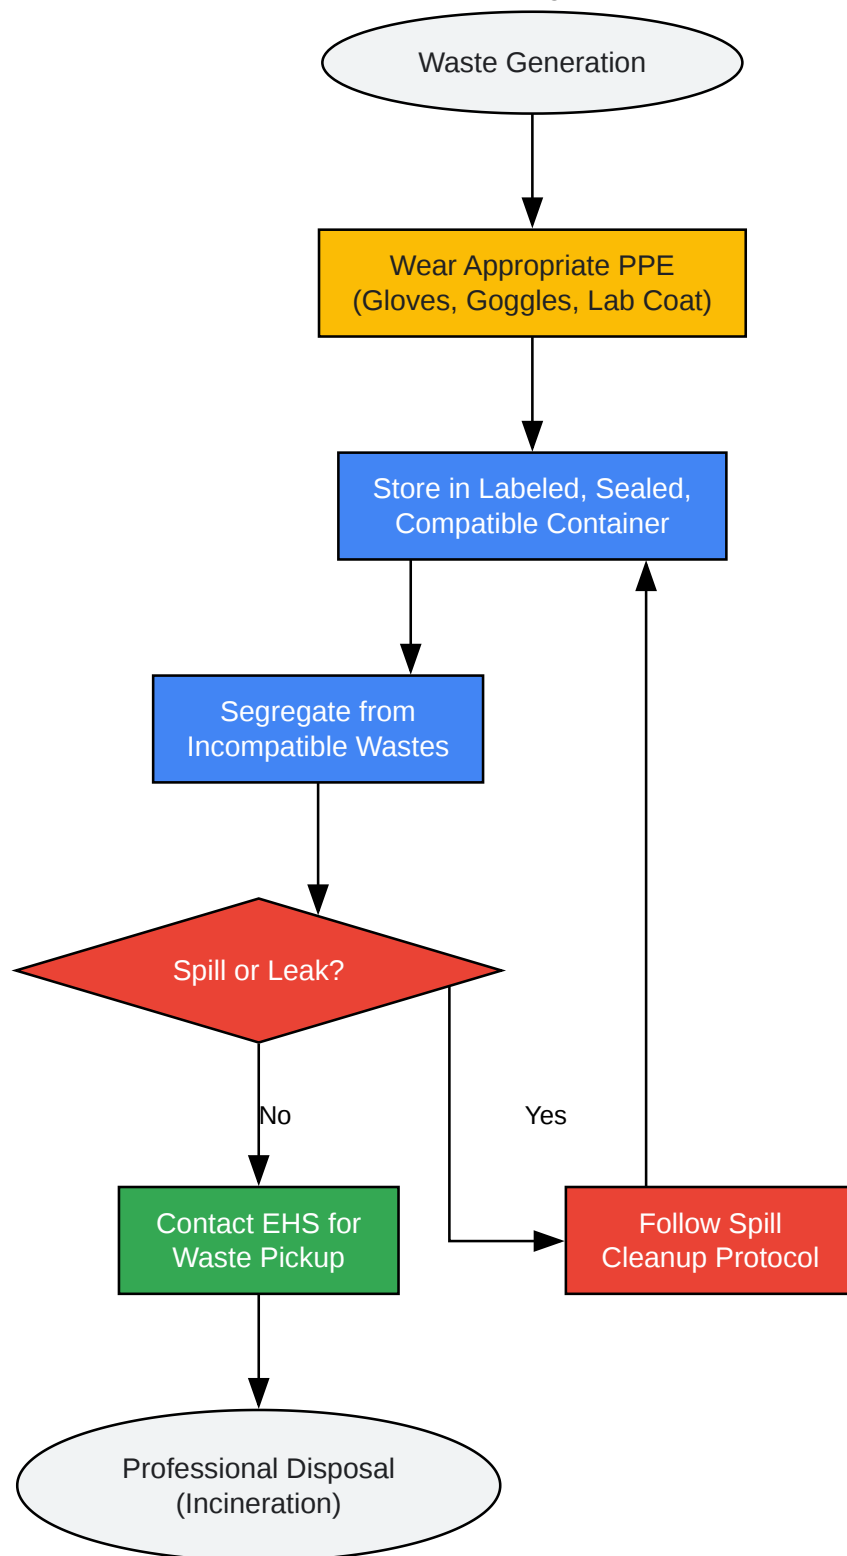 Waste Generation
Wear Appropriate PPE
(Gloves, Goggles, Lab Coat)
Store in Labeled, Sealed,
Compatible Container
Segregate from
Incompatible Wastes
Spill or Leak?
No
Yes
Contact EHS for
Waste Pickup
Follow Spill
Cleanup Protocol
Professional Disposal
(Incineration)